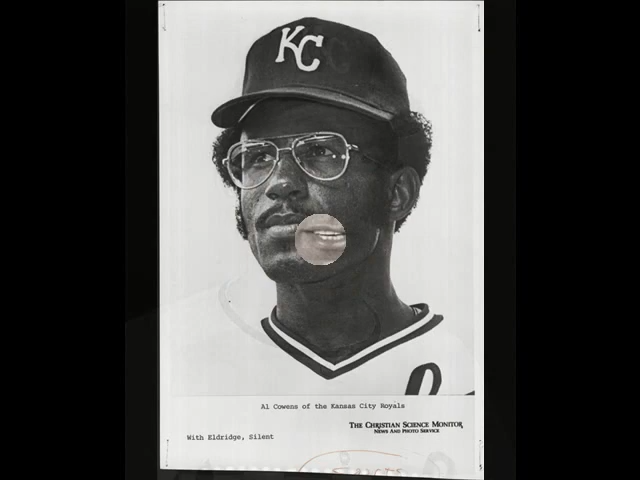 KC
Al Cowens of the Kansas City Royals
THE CHRISTIAN SCIENCE MONITOR
NEWS AND PHOTO SERVICE
With Eldridge, Silent